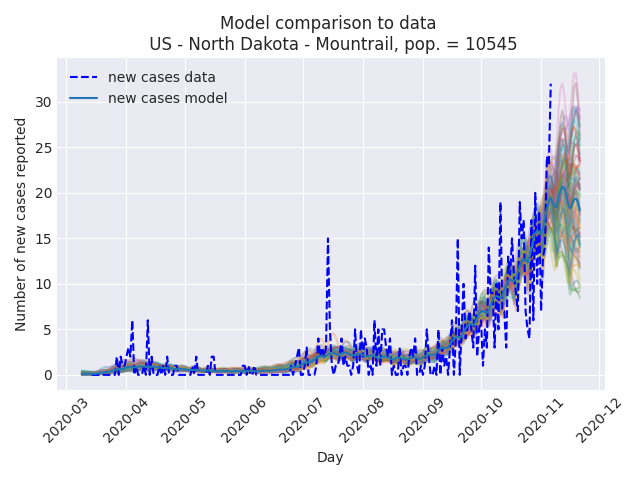 Model comparison to data
US - North Dakota - Mountrail, pop. = 10545
new cases data
new cases model
Number of new cases reported
30
25
20
15
10
5
0
2020-03
2020-04
2020-05
2020-06
2020-07
2020-08
2020-09
2020-10
2020-11
2020-12
Day